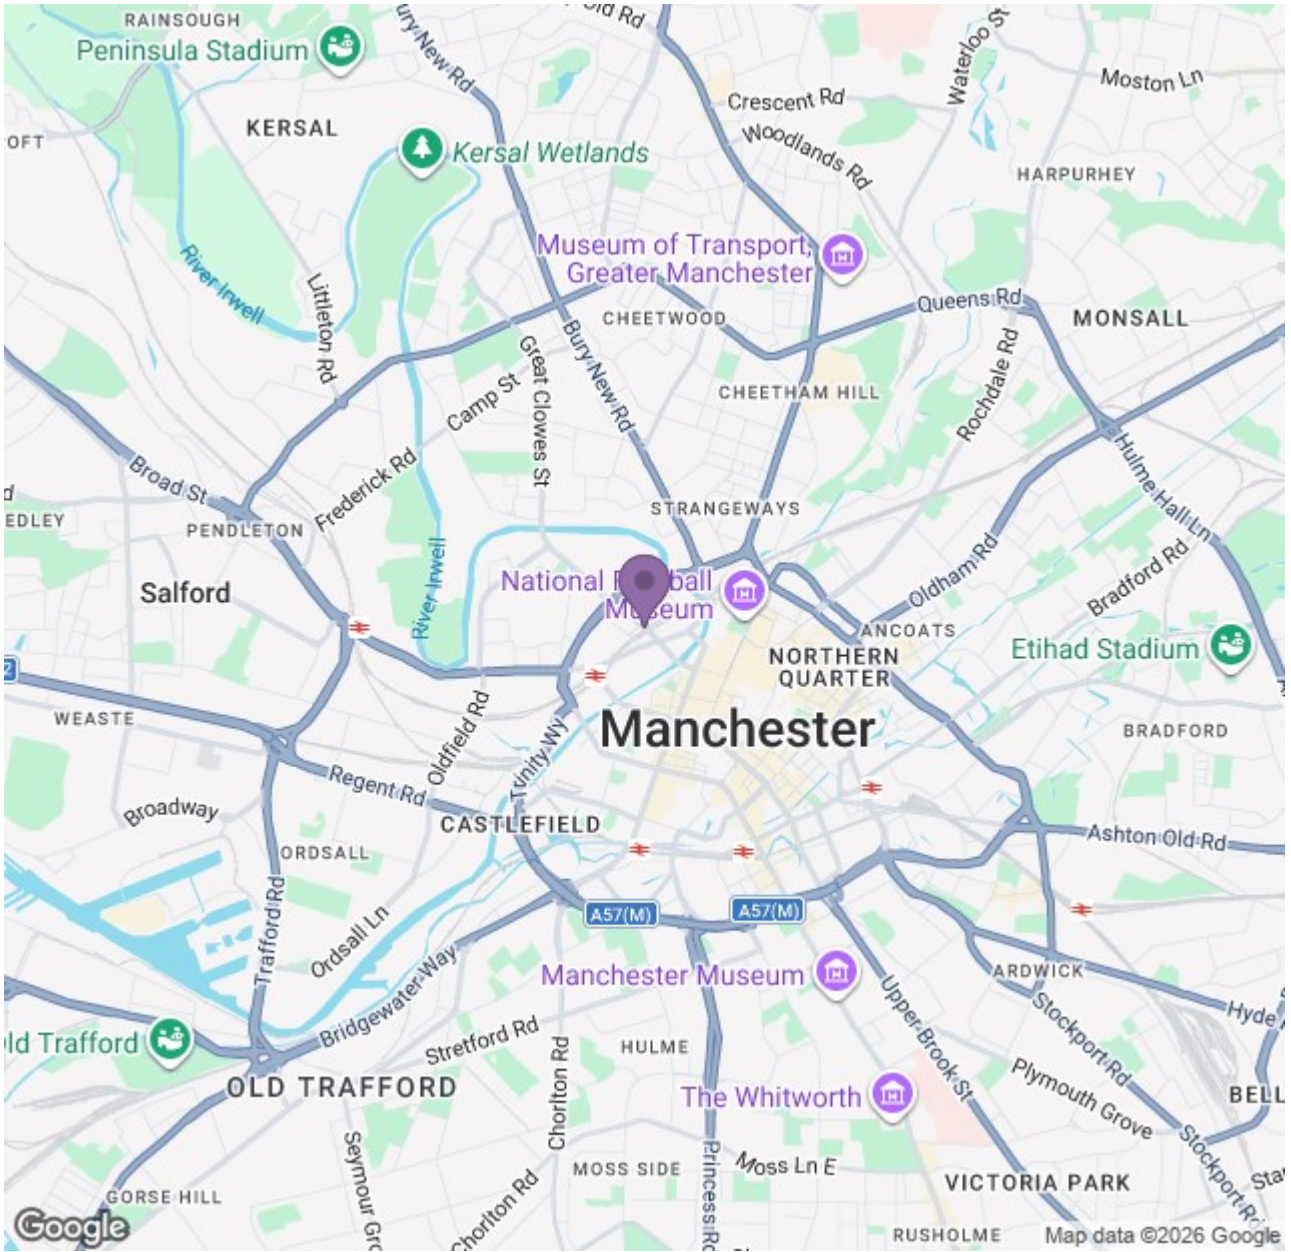 RAINSOUGH
Peninsula Stadium
KERSAL
OFT
Kersal Wetlands
ury New Rd
Old Rd
Waterloo St
Moston Ln
Crescent Rd
Woodlands Rd
HARPURHEY
River Irwell
Littleton Rd
Museum of Transport,
Greater Manchester
CHEETWOOD
Queens Rd
MONSALL
Great Clowes St
Bury New Rd
Camp St
CHEETHAM HILL
Rochdale Rd
Hulme Hall Ln
Broad St
Frederick Rd
EDLEY
PENDLETON
STRANGEWAYS
Salford
River Irwell
National F ball
Museum
Oldham Rd
Bradford Rd
ANCOATS
Etihad Stadium
NORTHERN
QUARTER
WEASTE
Oldfield Rd
Trinity Wy
Manchester
BRADFORD
Regent Rd
Broadway
CASTLEFIELD
ORDSALL
Ashton Old Rd
Trafford Rd
Ordsall Ln
A57(M)
A57(M)
Bridgewater Way
Manchester Museum
ARDWICK
Upper Brook St
Stockport Rd
Hyde
ld Trafford
Stretford Rd
Chorlton Rd
HULME
OLD TRAFFORD
The Whitworth
Plymouth Grove
BELL
Seymour Gro
MOSS SIDE
Princess Rd
Moss Ln E
Stockport Rd
Sta
VICTORIA PARK
GORSE HILL
Chorlton Rd
RUSHOLME
Google
Map data ©2026 Google